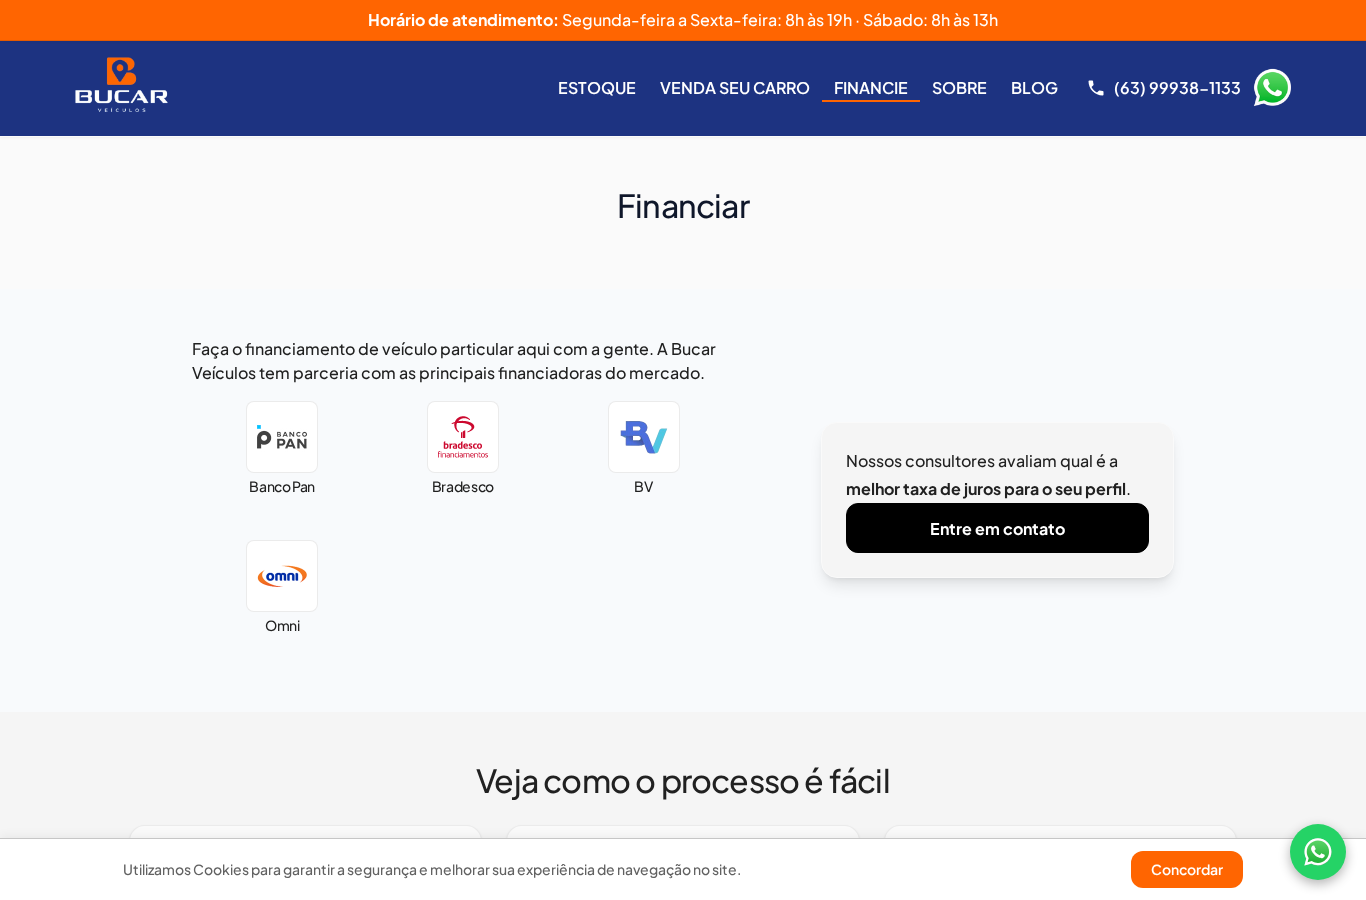 Horário de atendimento: Segunda-feira a Sexta-feira: 8h às 19h · Sábado: 8h às 13h
BUCAR
VEÍCULOS
ESTOQUE VENDA SEU CARRO FINANCIE SOBRE BLOG (63) 99938-1133
Financiar
Faça o financiamento de veículo particular aqui com a gente. A Bucar
Veículos tem parceria com as principais financiadoras do mercado.
BANCO
PAN
Banco Pan
bradesco
financiamentos
Bradesco
BV
BV
omni
Omni
Nossos consultores avaliam qual é a
melhor taxa de juros para o seu perfil.
Entre em contato
Veja como o processo é fácil
Utilizamos Cookies para garantir a segurança e melhorar sua experiência de navegação no site.
Concordar